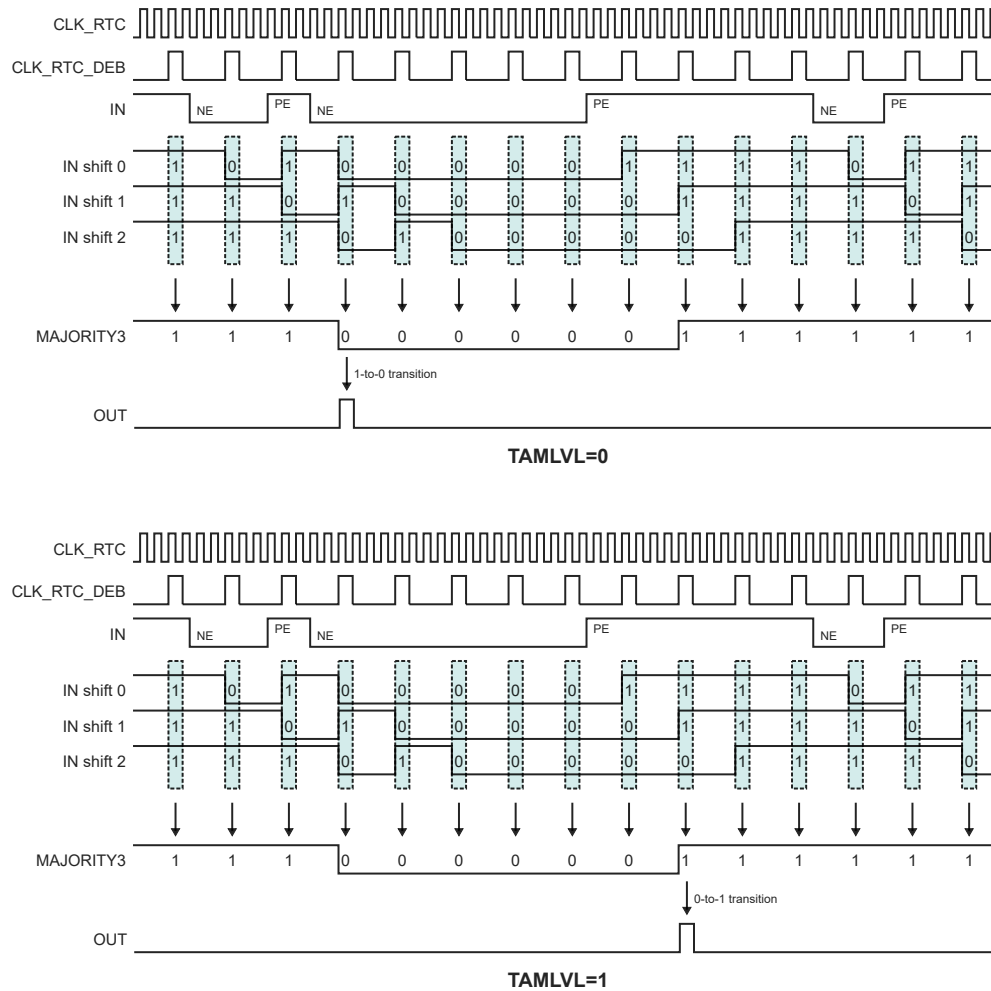 CLK_RTC
CLK_RTC_DEB
IN NE PE NE PE NE PE
IN shift 0 1 0 1 0 0 0 0 0 1 1 1 1 0 1 1
IN shift 1 1 1 0 1 0 0 0 0 0 1 1 1 1 0 1
IN shift 2 1 1 1 0 1 0 0 0 0 0 1 1 1 1 0
MAJORITY3 1 1 1 0 0 0 0 0 0 1 1 1 1 1 1
1-to-0 transition
OUT
TAMLVL=0
CLK_RTC
CLK_RTC_DEB
IN NE PE NE PE NE PE
IN shift 0 1 0 1 0 0 0 0 0 1 1 1 1 0 1 1
IN shift 1 1 1 0 1 0 0 0 0 0 1 1 1 1 0 1
IN shift 2 1 1 1 0 1 0 0 0 0 0 1 1 1 1 0
MAJORITY3 1 1 1 0 0 0 0 0 0 1 1 1 1 1 1
0-to-1 transition
OUT
TAMLVL=1